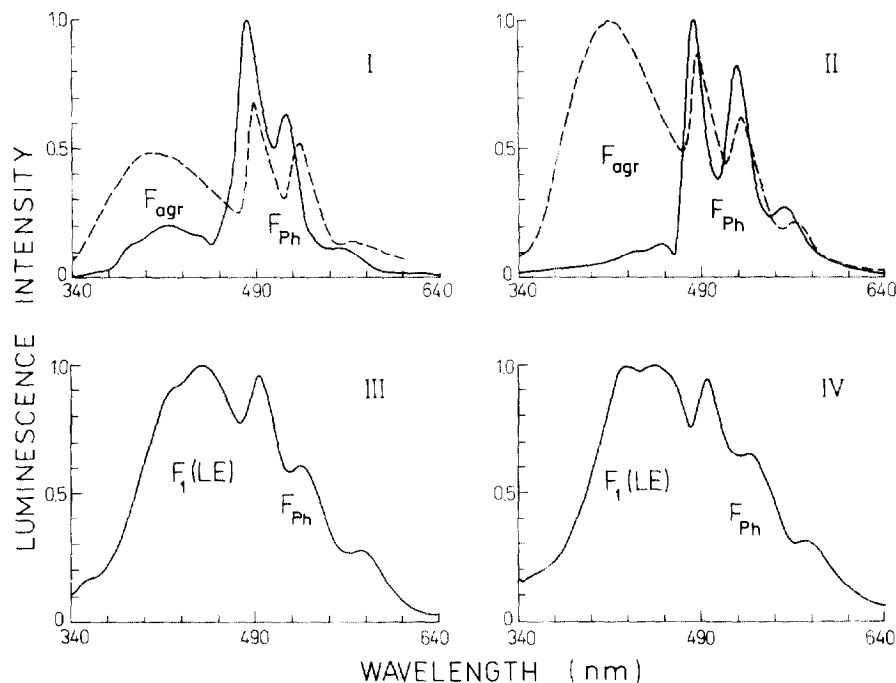 LUMINESCENCE INTENSITY
I
1.0
0.5
0
F_agr
F_Ph
340 490 640
II
1.0
0.5
0
F_agr
F_Ph
340 490 640
III
1.0
0.5
0
F_1 (LE)
F_Ph
340 490 640
IV
1.0
0.5
0
F_1 (LE)
F_Ph
340 490 640
WAVELENGTH (nm)